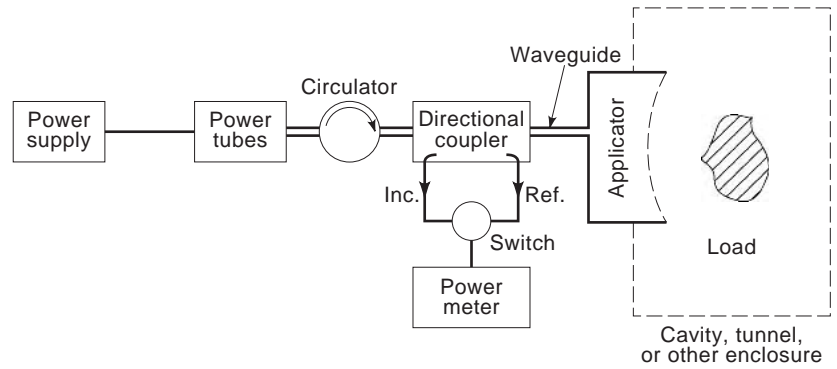 Waveguide
Circulator
Power
supply
Power
tubes
Directional
coupler
Applicator
Inc.
Ref.
Switch
Load
Power
meter
Cavity, tunnel,
or other enclosure